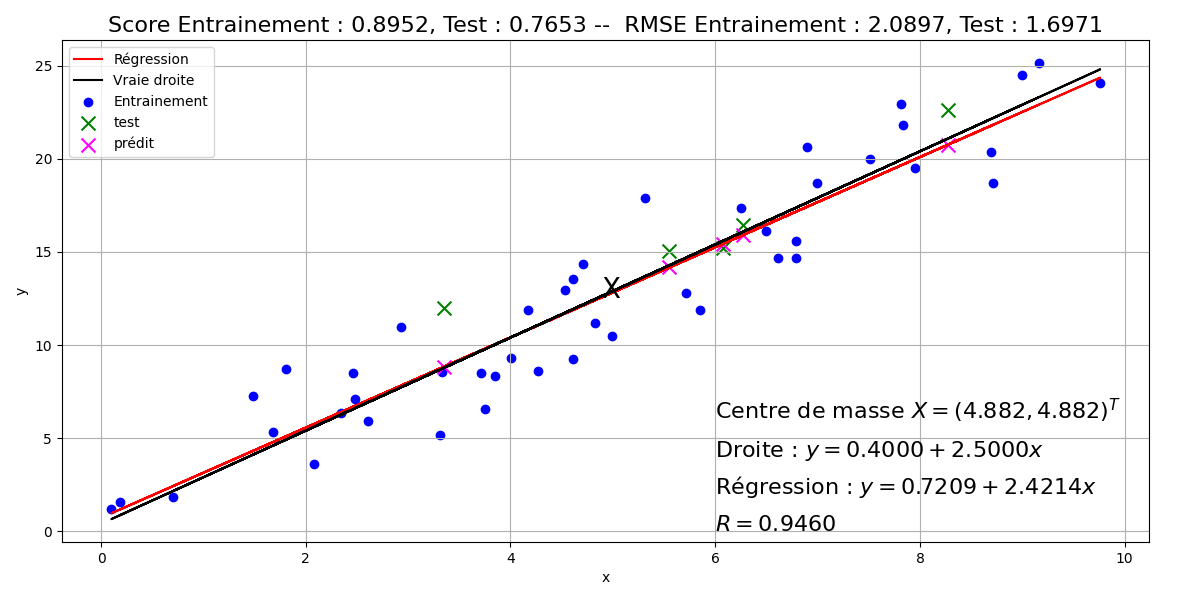 Score Entrainement : 0.8952, Test : 0.7653 --  RMSE Entrainement : 2.0897, Test : 1.6971
Régression
Vraie droite
Entrainement
test
prédit
25
20
15
10
5
0
y
X
Centre de masse X = (4.882, 4.882)^T
Droite : y = 0.4000 + 2.5000x
Régression : y = 0.7209 + 2.4214x
R = 0.9460
0 2 4 6 8 10
x